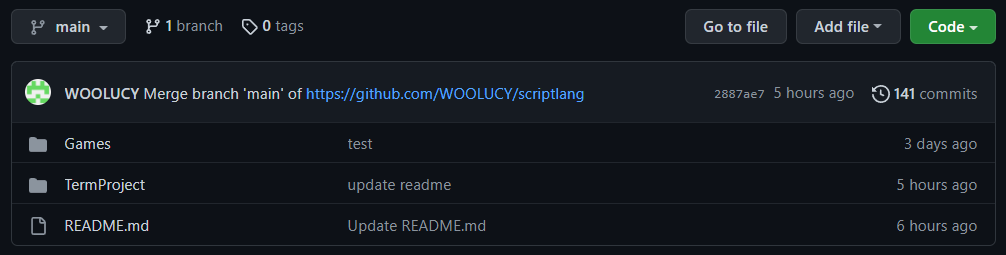 main 1 branch 0 tags Go to file Add file Code
WOOLUCY Merge branch 'main' of https://github.com/WOOLUCY/scriptlang 2887ae7 5 hours ago 141 commits
Games test 3 days ago
TermProject update readme 5 hours ago
README.md Update README.md 6 hours ago